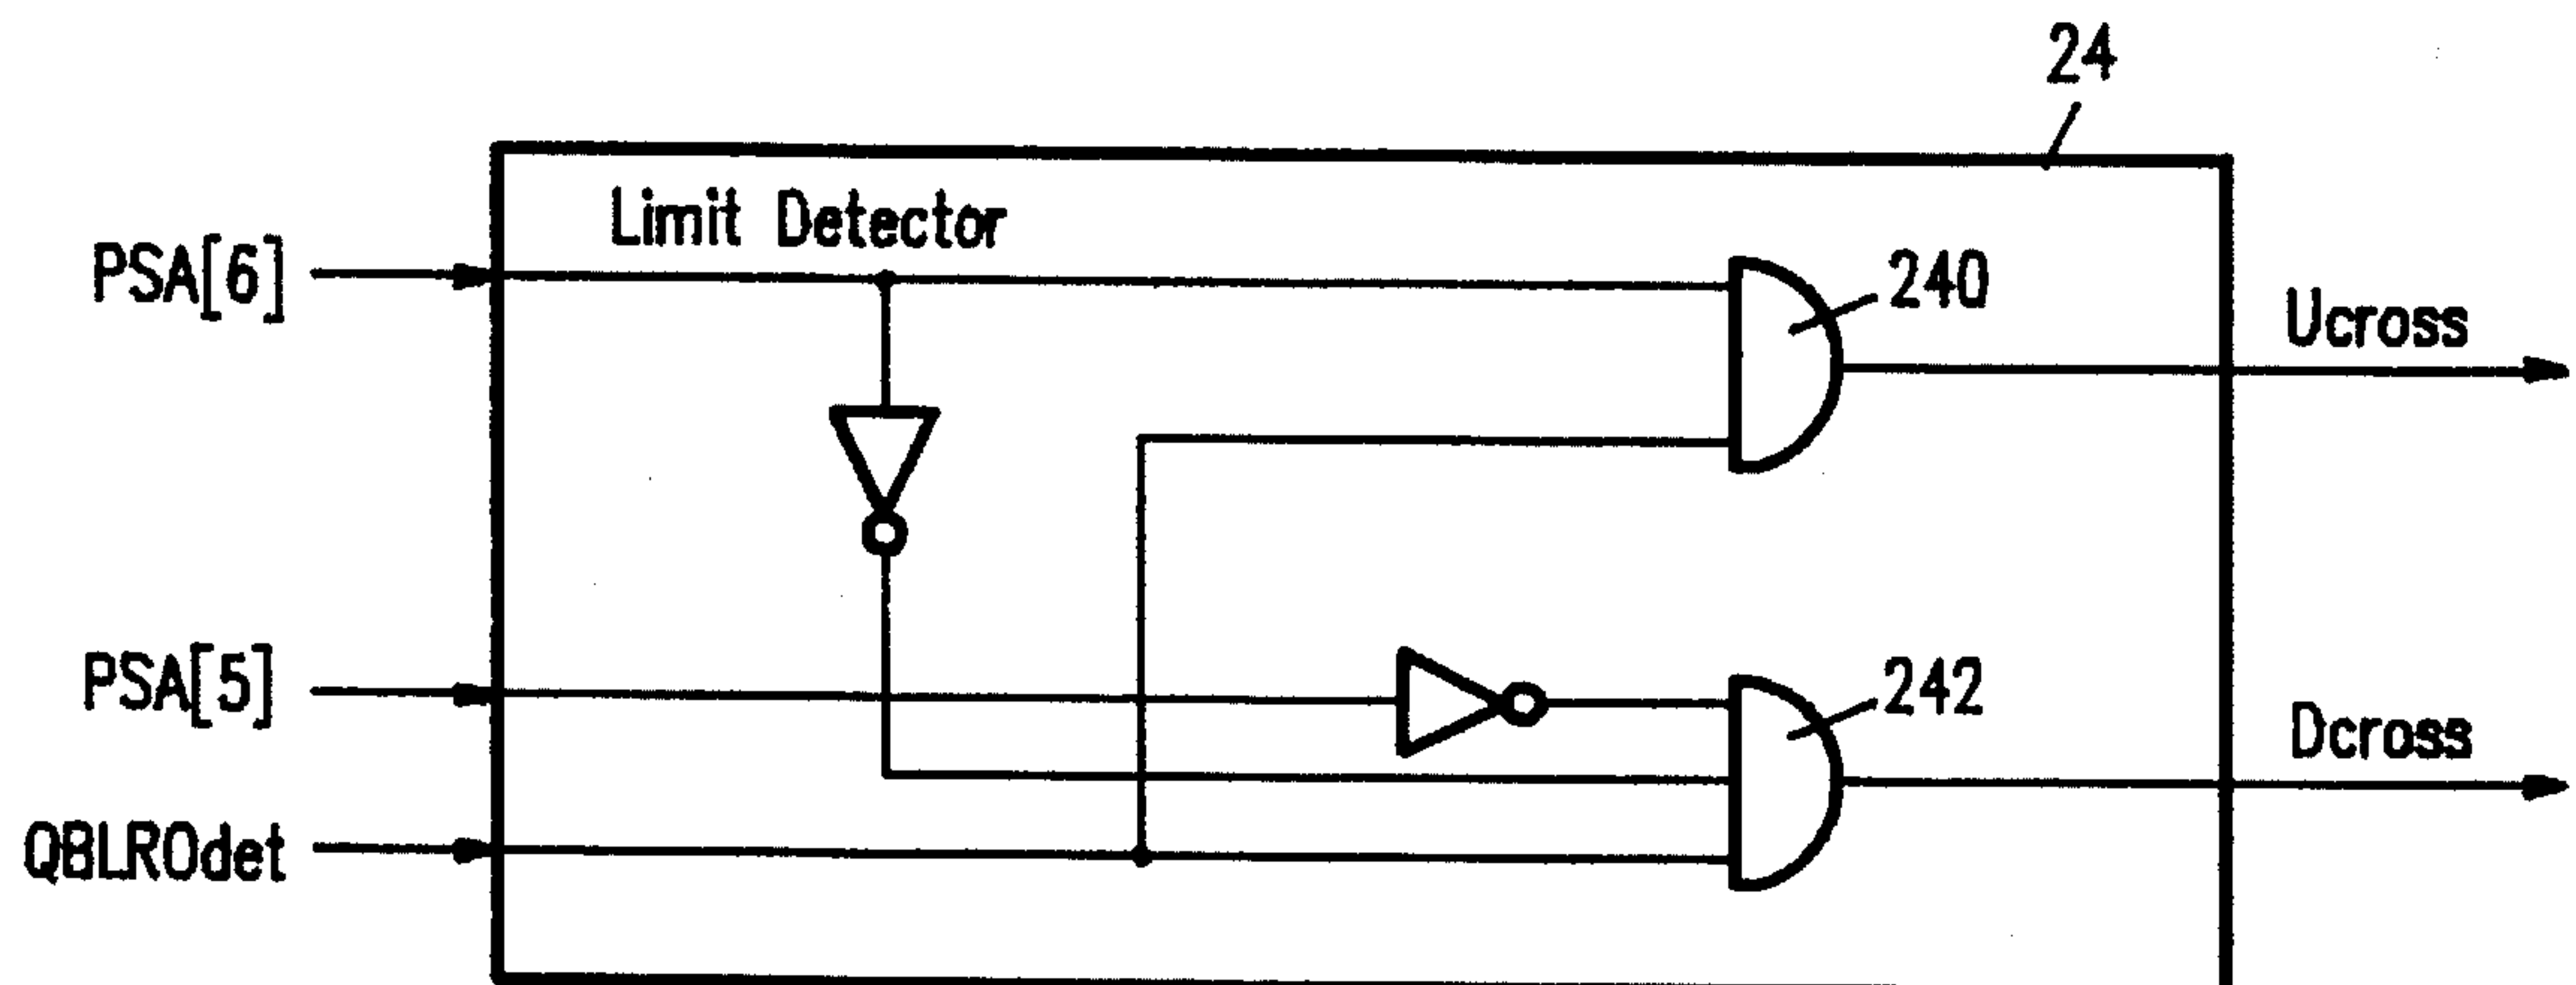 24
Limit Detector
PSA[6]
240
Ucross
PSA[5]
242
Dcross
QBLROdet